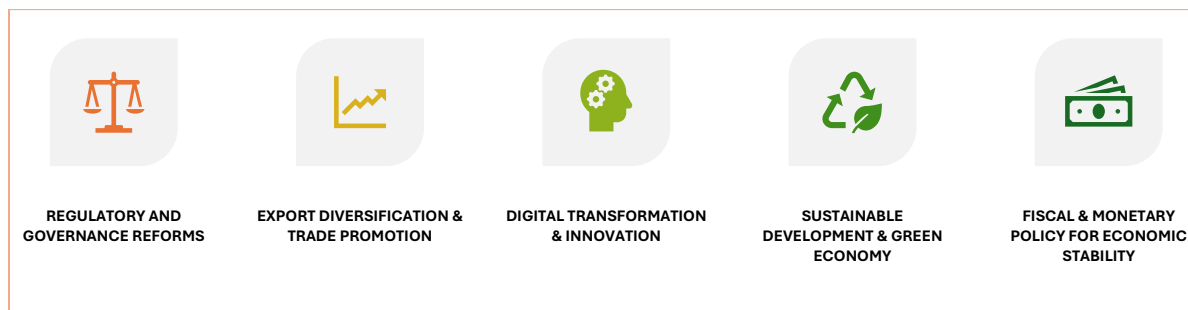 REGULATORY AND
GOVERNANCE REFORMS
EXPORT DIVERSIFICATION &
TRADE PROMOTION
DIGITAL TRANSFORMATION
& INNOVATION
SUSTAINABLE
DEVELOPMENT & GREEN
ECONOMY
FISCAL & MONETARY
POLICY FOR ECONOMIC
STABILITY